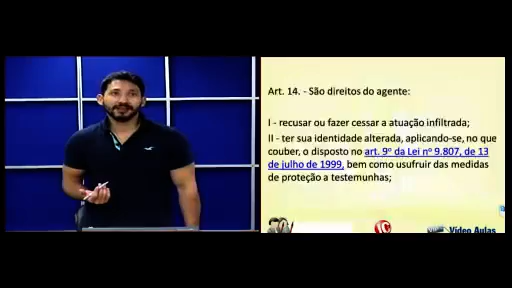 Art. 14. - São direitos do agente:
I - recusar ou fazer cessar a atuação infiltrada;
II - ter sua identidade alterada, aplicando-se, no que
couber, o disposto no art. 9º da Lei nº 9.807, de 13
de julho de 1999, bem como usufruir das medidas
de proteção a testemunhas;
Vídeo Aulas